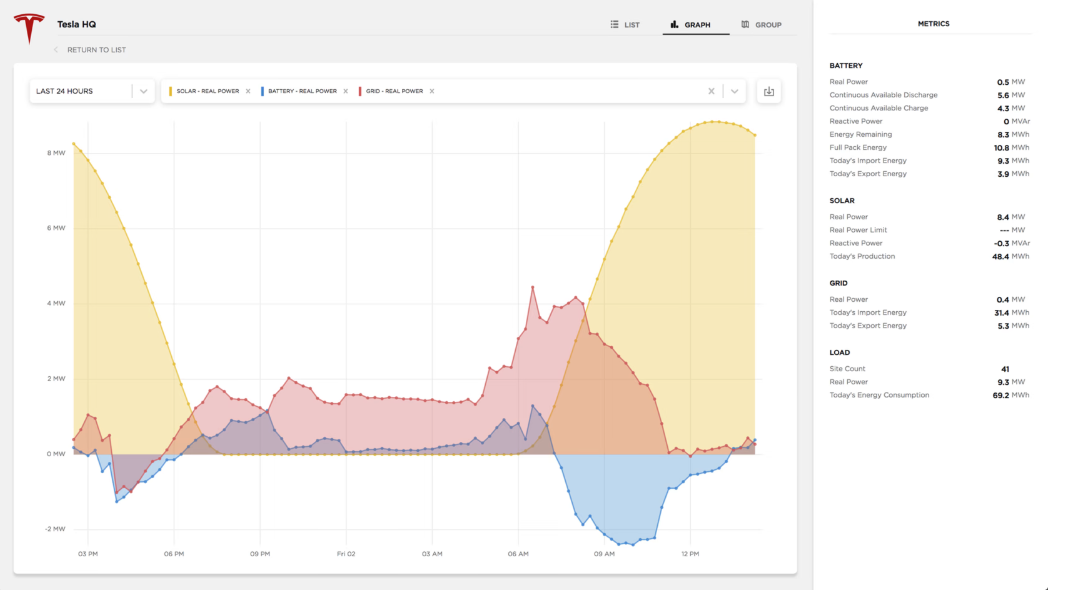 Tesla HQ
LIST
GRAPH
GROUP
RETURN TO LIST
LAST 24 HOURS
SOLAR - REAL POWER ×
BATTERY - REAL POWER ×
GRID - REAL POWER ×
8 MW
6 MW
4 MW
2 MW
0 MW
-2 MW
03 PM
06 PM
09 PM
Fri 02
03 AM
06 AM
09 AM
12 PM
METRICS
BATTERY
Real Power 0.5 MW
Continuous Available Discharge 5.6 MW
Continuous Available Charge 4.3 MW
Reactive Power 0 MVAr
Energy Remaining 8.3 MWh
Full Pack Energy 10.8 MWh
Today's Import Energy 9.3 MWh
Today's Export Energy 3.9 MWh
SOLAR
Real Power 8.4 MW
Real Power Limit --- MW
Reactive Power -0.3 MVAr
Today's Production 48.4 MWh
GRID
Real Power 0.4 MW
Today's Import Energy 31.4 MWh
Today's Export Energy 5.3 MWh
LOAD
Site Count 41
Real Power 9.3 MW
Today's Energy Consumption 69.2 MWh